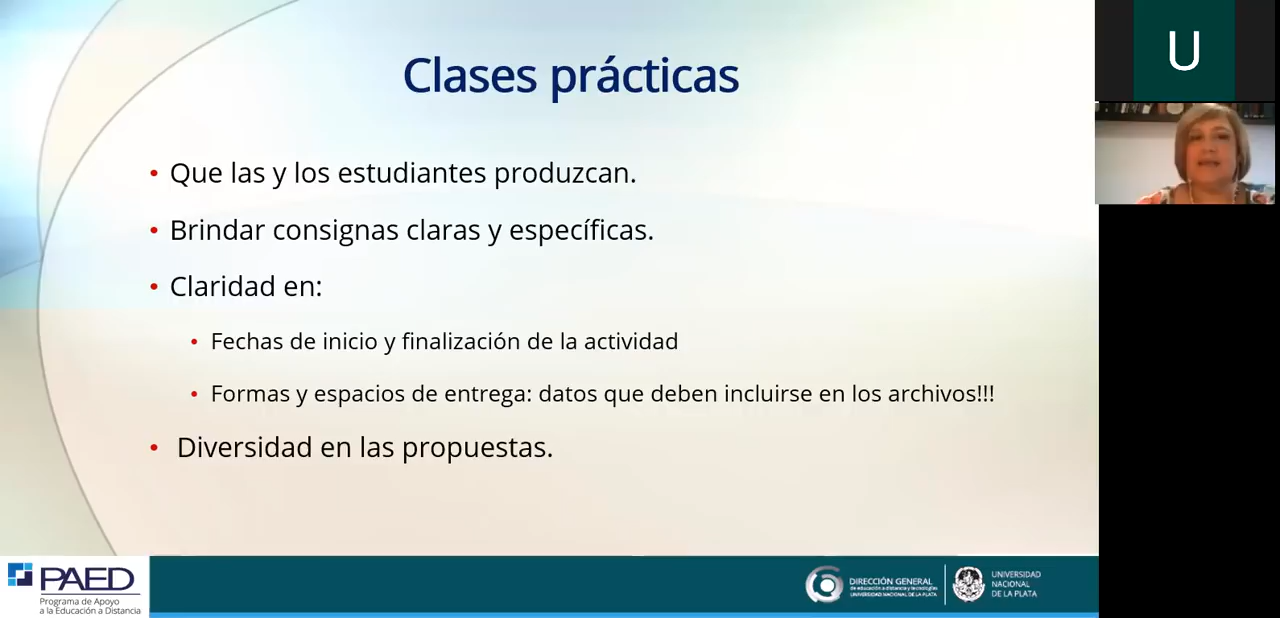 Clases prácticas
U
• Que las y los estudiantes produzcan.
• Brindar consignas claras y específicas.
• Claridad en:
• Fechas de inicio y finalización de la actividad
• Formas y espacios de entrega: datos que deben incluirse en los archivos!!!
• Diversidad en las propuestas.
PAED
Programa de Apoyo
a la Educación a Distancia
DIRECCIÓN GENERAL
de educación a distancia y tecnologías
UNIVERSIDAD NACIONAL DE LA PLATA
UNIVERSIDAD
NACIONAL
DE LA PLATA